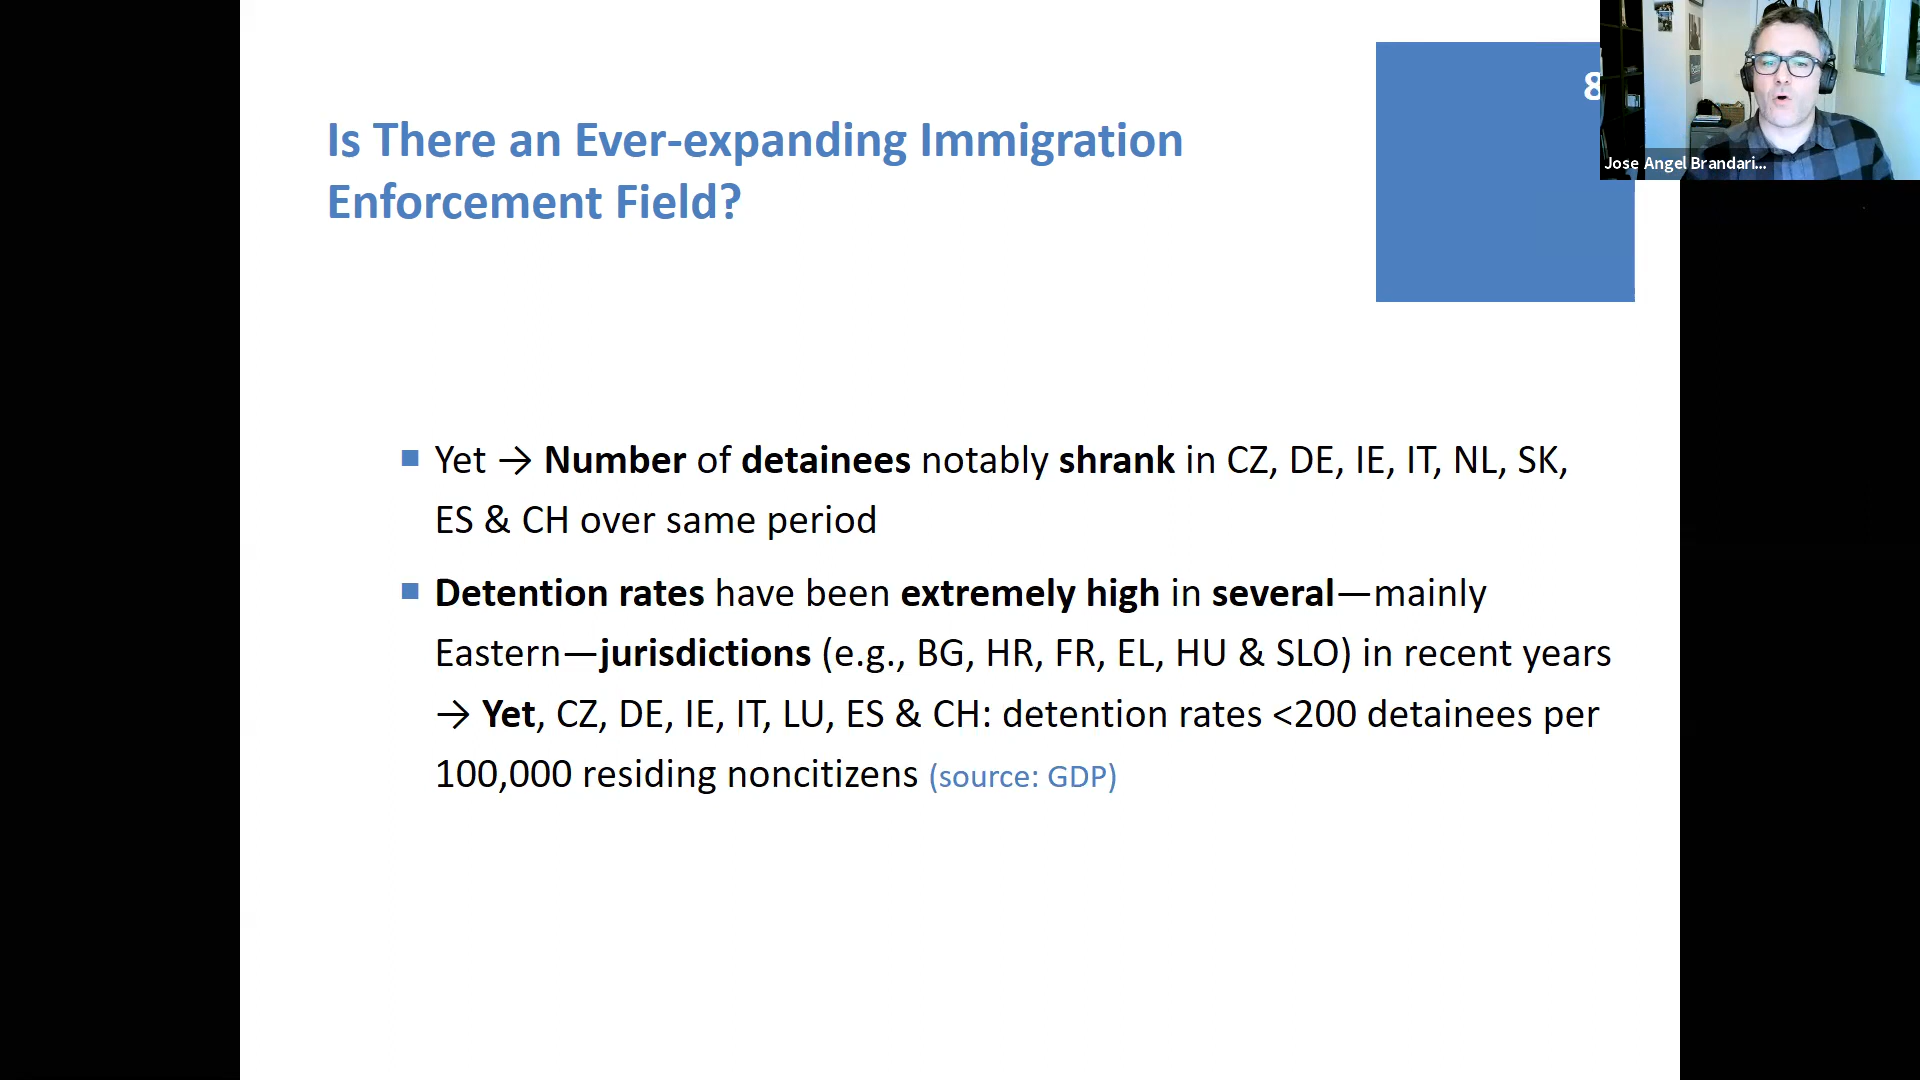 8
Jose Angel Brandari...
Is There an Ever-expanding Immigration
Enforcement Field?
Yet → Number of detainees notably shrank in CZ, DE, IE, IT, NL, SK,
ES & CH over same period
Detention rates have been extremely high in several—mainly
Eastern—jurisdictions (e.g., BG, HR, FR, EL, HU & SLO) in recent years
→ Yet, CZ, DE, IE, IT, LU, ES & CH: detention rates <200 detainees per
100,000 residing noncitizens (source: GDP)